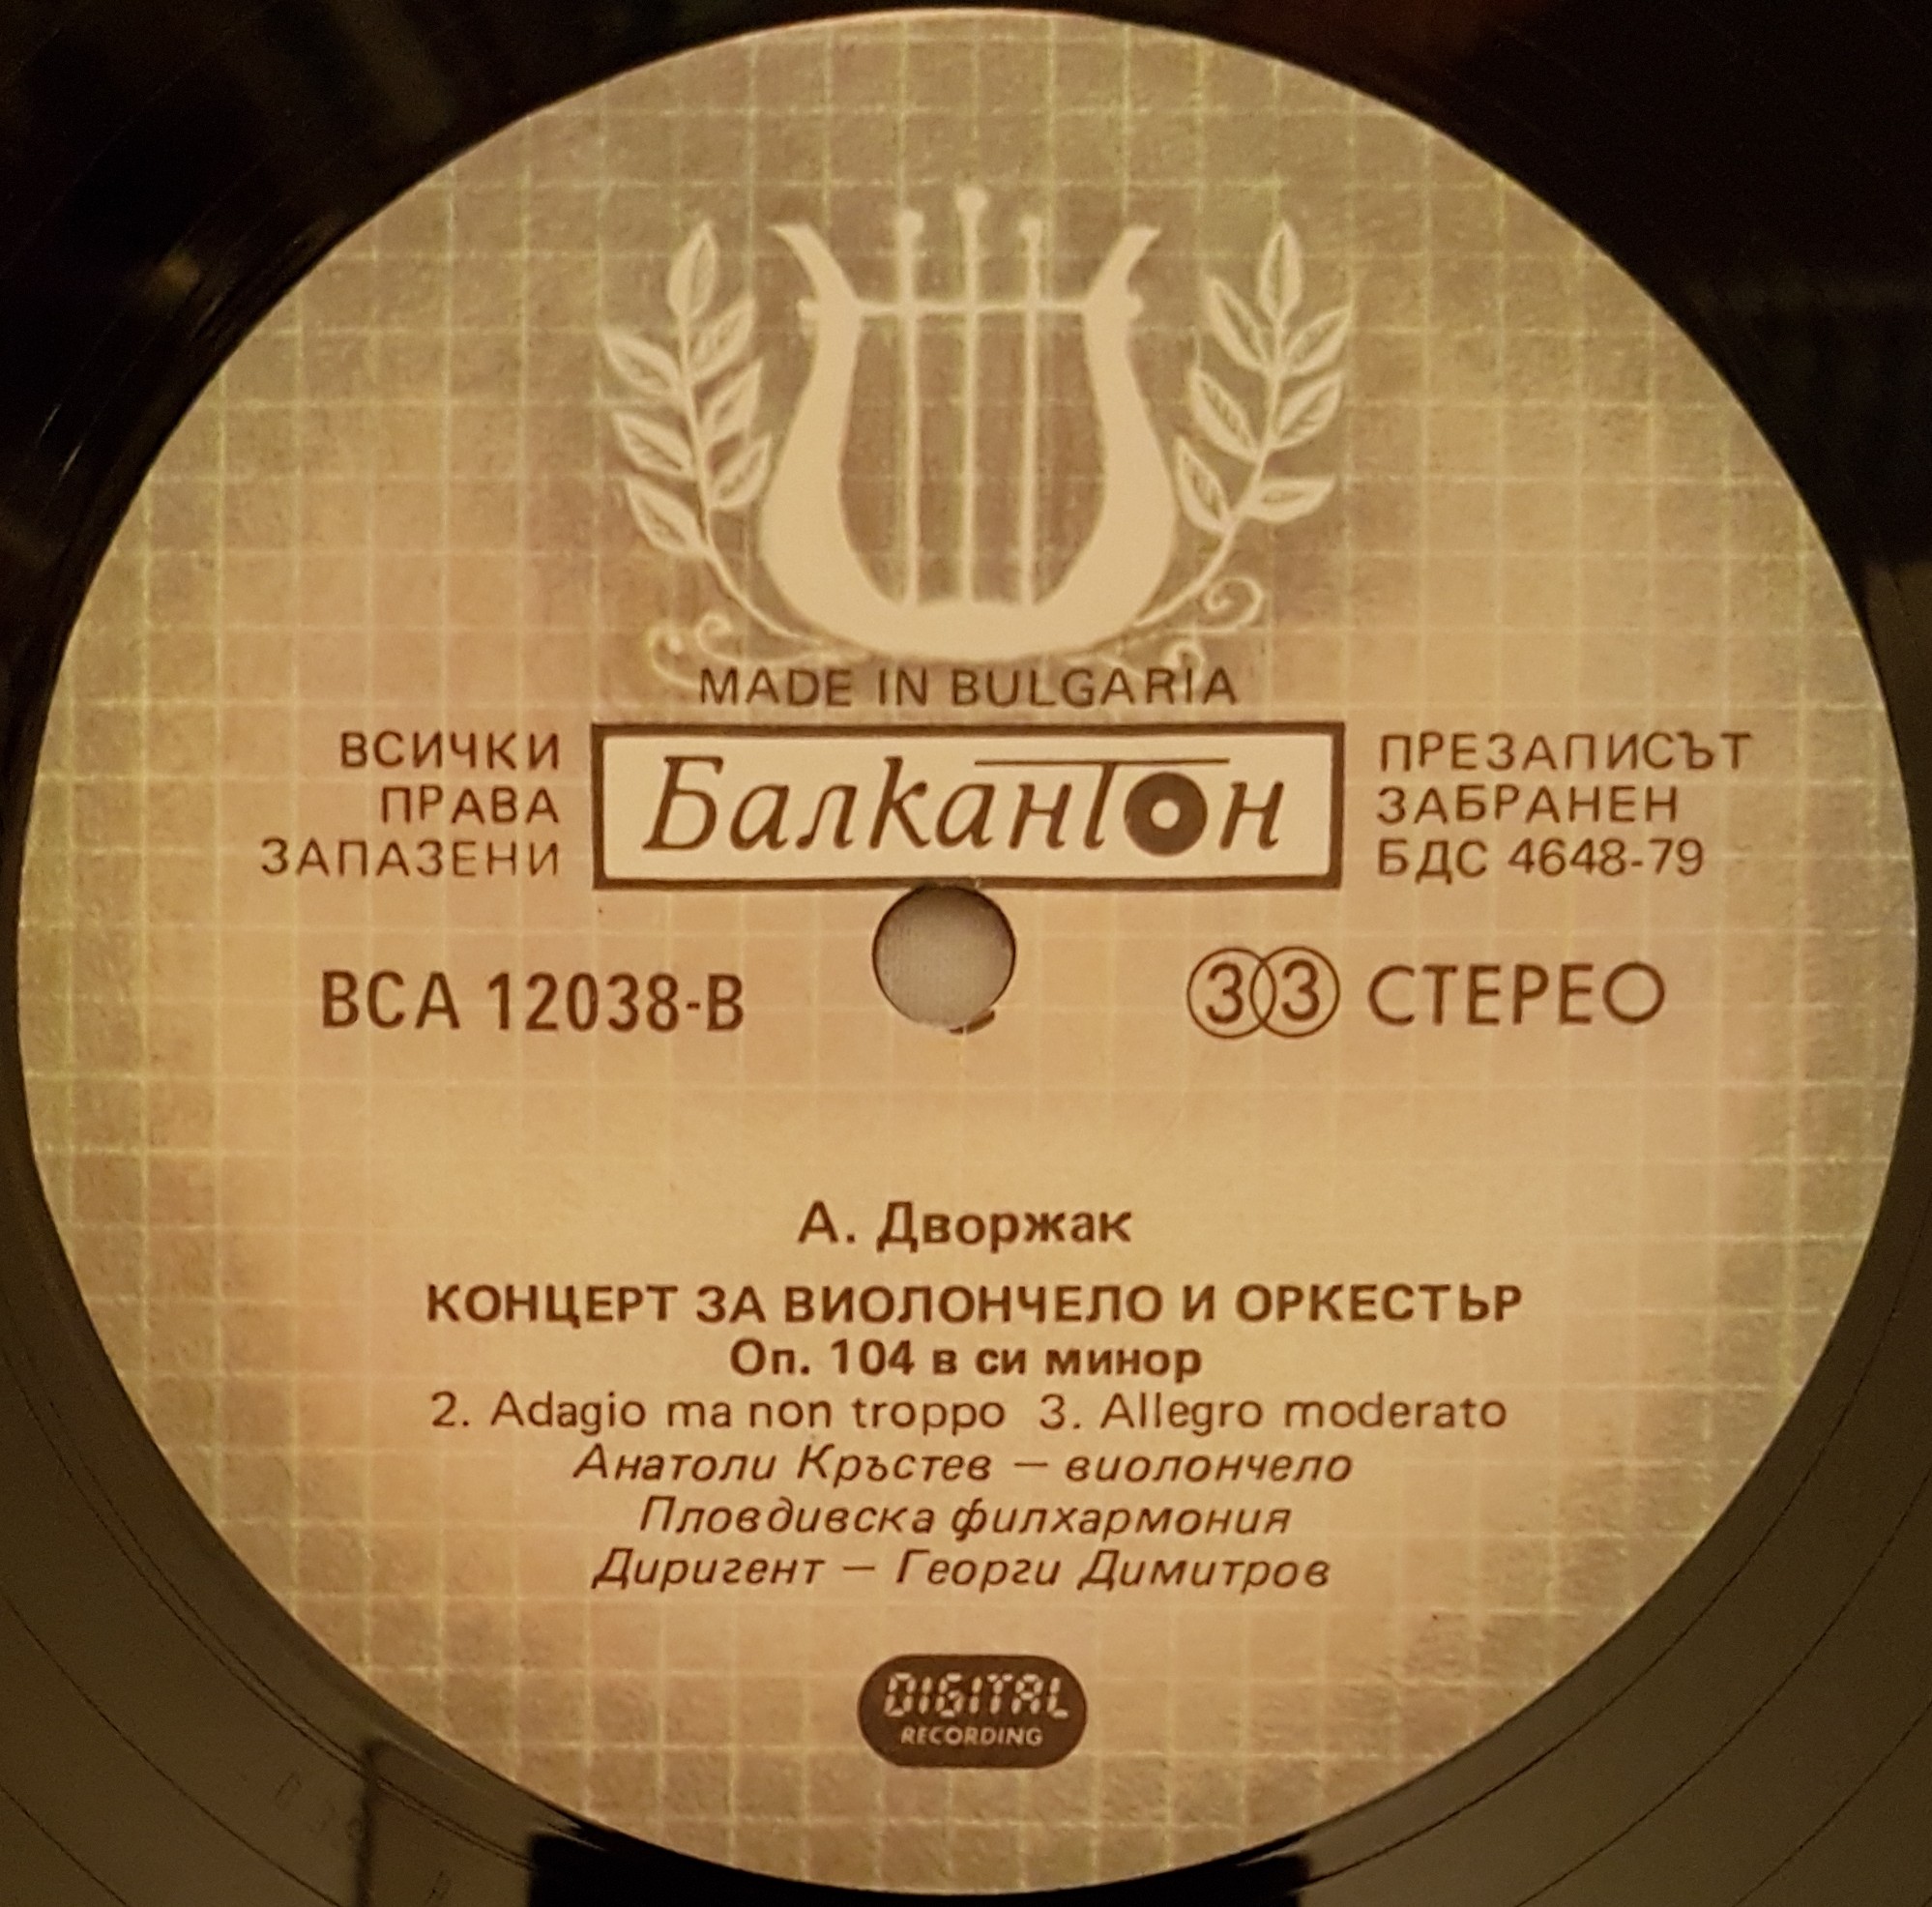 MADE IN BULGARIA
ВСИЧКИ
ПРАВА
ЗАПАЗЕНИ
Балкантон
ПРЕЗАПИСЪТ
ЗАБРАНЕН
БДС 4648-79
ВСА 12038-В
33 СТЕРЕО
А. Дворжак
КОНЦЕРТ ЗА ВИОЛОНЧЕЛО И ОРКЕСТЪР
Оп. 104 в си минор
2. Adagio ma non troppo 3. Allegro moderato
Анатоли Кръстев — виолончело
Пловдивска филхармония
Диригент — Георги Димитров
DIGITAL
RECORDING